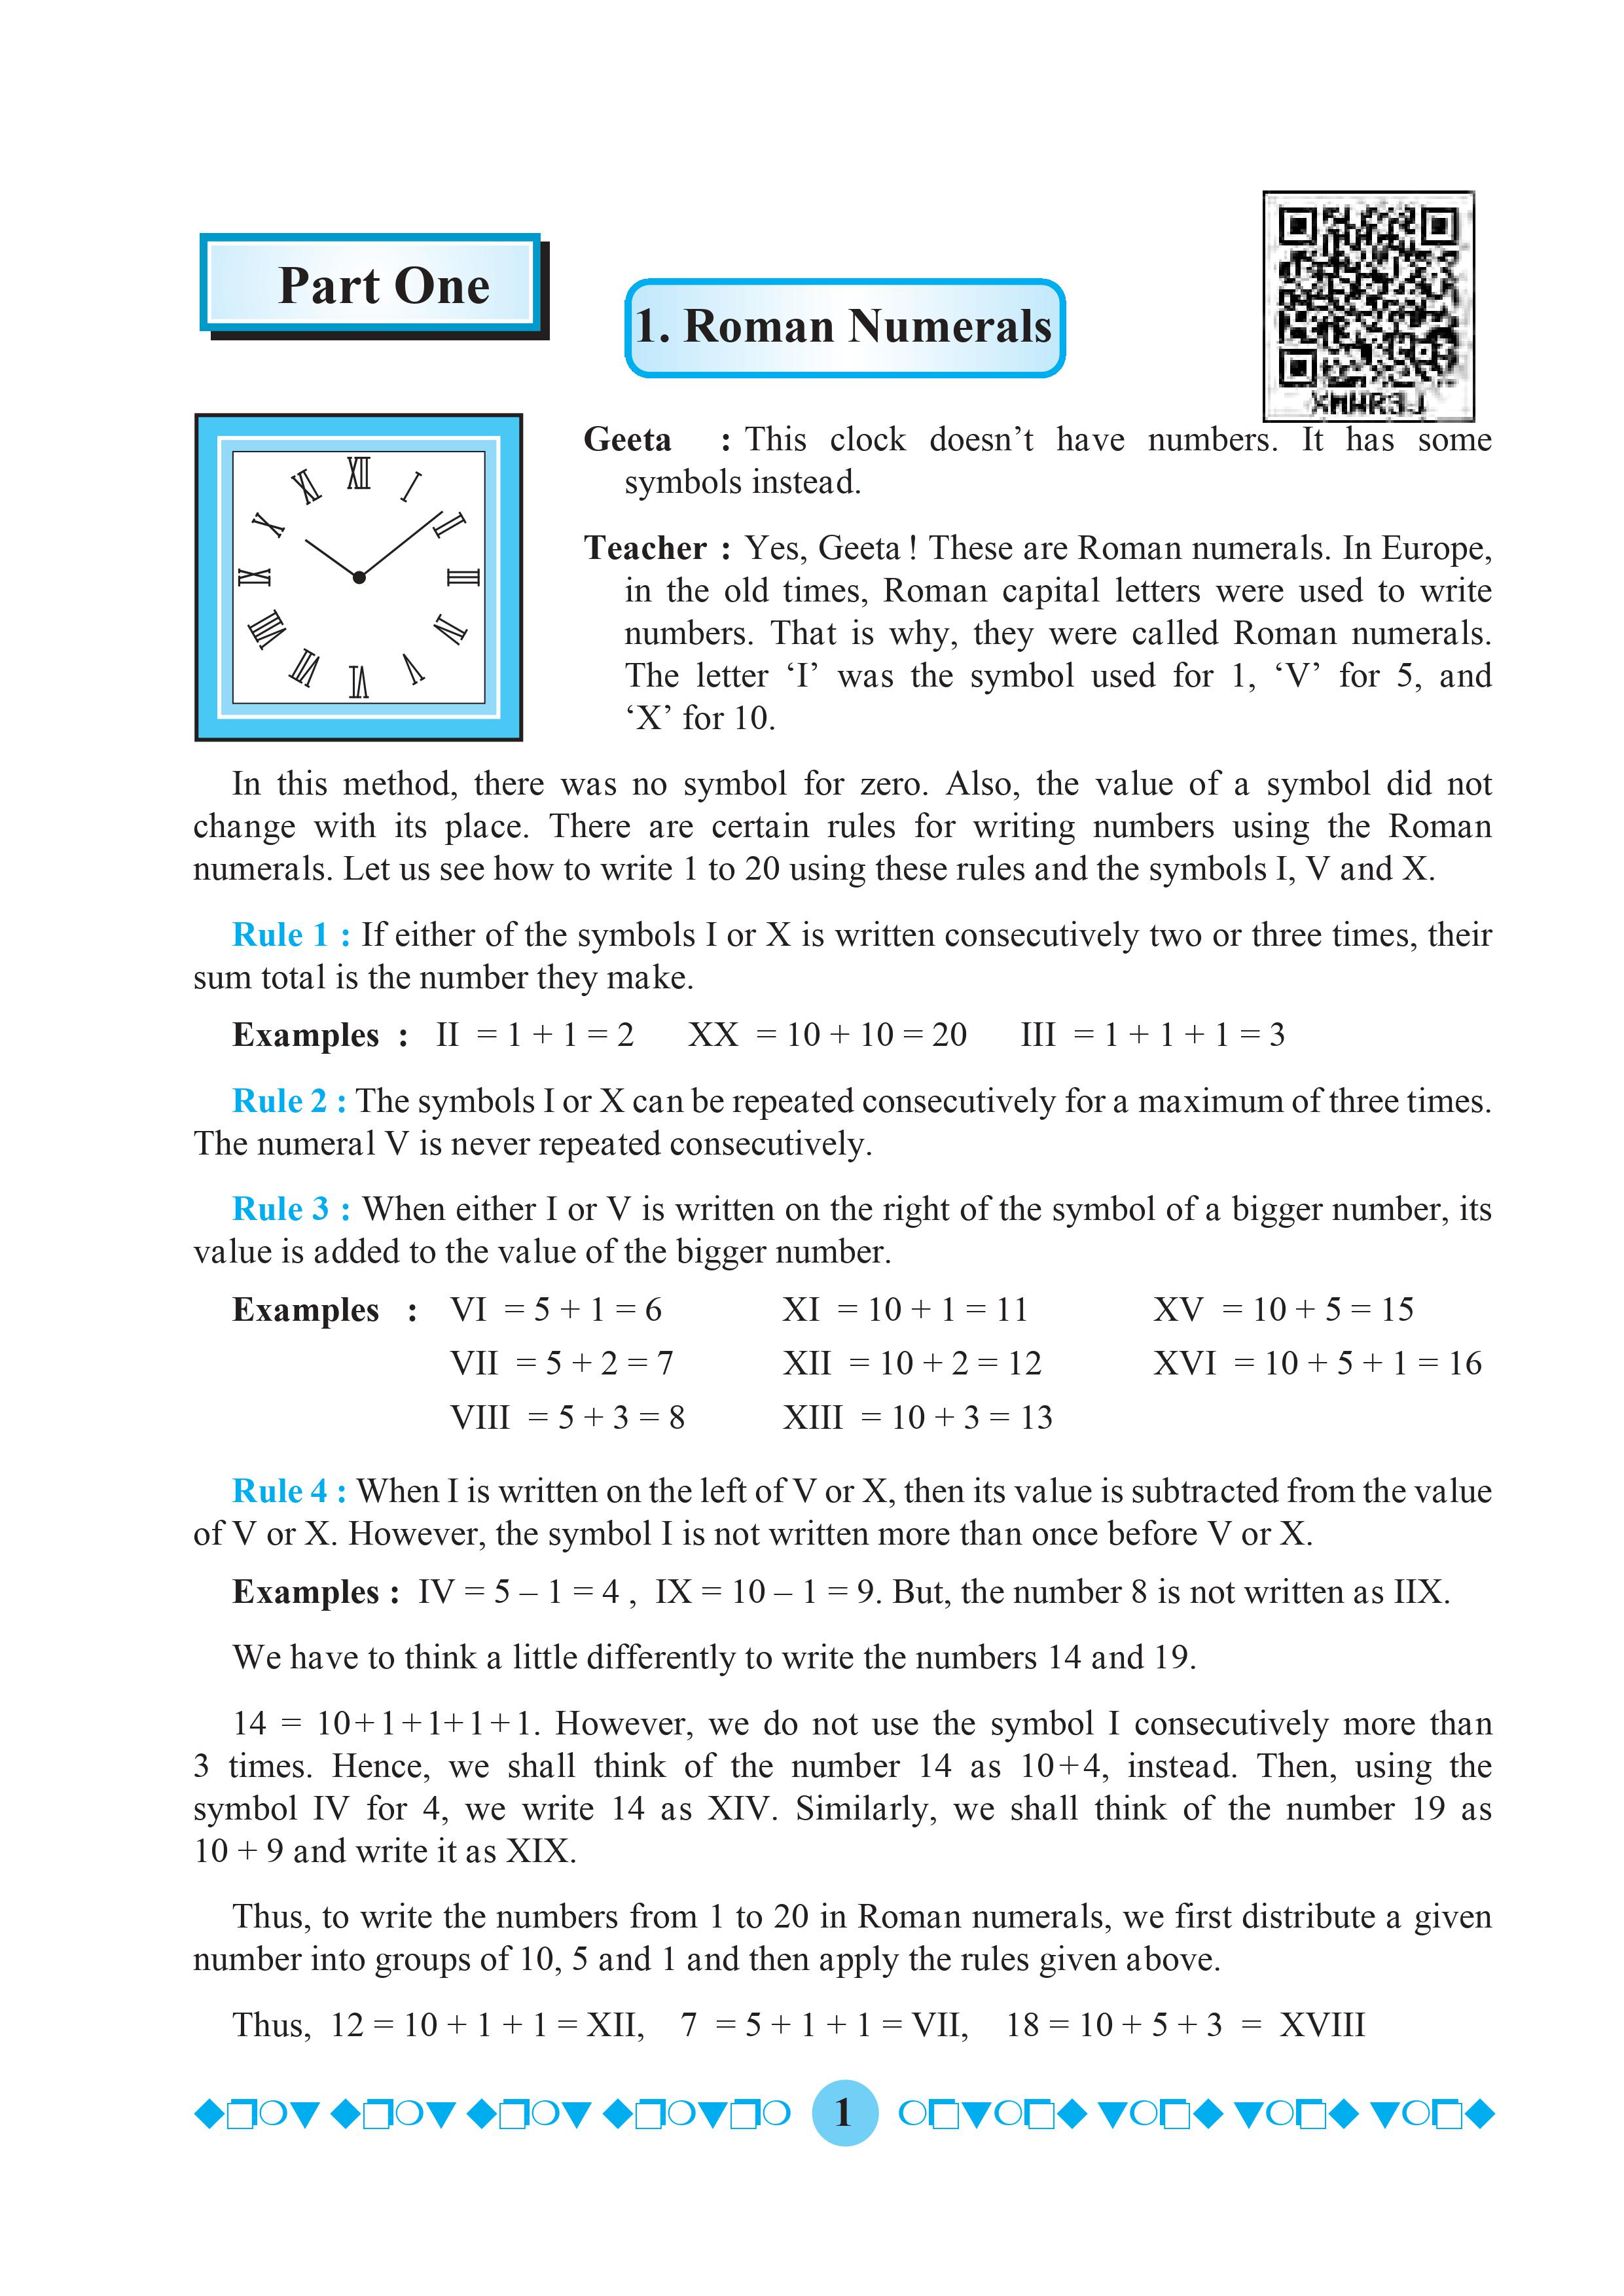 Part One
1. Roman Numerals
XMWR3J
XII
I
II
III
IV
V
VI
VII
VIII
IX
X
XI
Geeta : This clock doesn’t have numbers. It has some
symbols instead.
Teacher : Yes, Geeta ! These are Roman numerals. In Europe,
in the old times, Roman capital letters were used to write
numbers. That is why, they were called Roman numerals.
The letter ‘I’ was the symbol used for 1, ‘V’ for 5, and
‘X’ for 10.
In this method, there was no symbol for zero. Also, the value of a symbol did not
change with its place. There are certain rules for writing numbers using the Roman
numerals. Let us see how to write 1 to 20 using these rules and the symbols I, V and X.
Rule 1 : If either of the symbols I or X is written consecutively two or three times, their
sum total is the number they make.
Examples : II = 1 + 1 = 2 XX = 10 + 10 = 20 III = 1 + 1 + 1 = 3
Rule 2 : The symbols I or X can be repeated consecutively for a maximum of three times.
The numeral V is never repeated consecutively.
Rule 3 : When either I or V is written on the right of the symbol of a bigger number, its
value is added to the value of the bigger number.
Examples : VI = 5 + 1 = 6 XI = 10 + 1 = 11 XV = 10 + 5 = 15
VII = 5 + 2 = 7 XII = 10 + 2 = 12 XVI = 10 + 5 + 1 = 16
VIII = 5 + 3 = 8 XIII = 10 + 3 = 13
Rule 4 : When I is written on the left of V or X, then its value is subtracted from the value
of V or X. However, the symbol I is not written more than once before V or X.
Examples : IV = 5 – 1 = 4 , IX = 10 – 1 = 9. But, the number 8 is not written as IIX.
We have to think a little differently to write the numbers 14 and 19.
14 = 10+1+1+1+1. However, we do not use the symbol I consecutively more than
3 times. Hence, we shall think of the number 14 as 10+4, instead. Then, using the
symbol IV for 4, we write 14 as XIV. Similarly, we shall think of the number 19 as
10 + 9 and write it as XIX.
Thus, to write the numbers from 1 to 20 in Roman numerals, we first distribute a given
number into groups of 10, 5 and 1 and then apply the rules given above.
Thus, 12 = 10 + 1 + 1 = XII, 7 = 5 + 1 + 1 = VII, 18 = 10 + 5 + 3 = XVIII
1